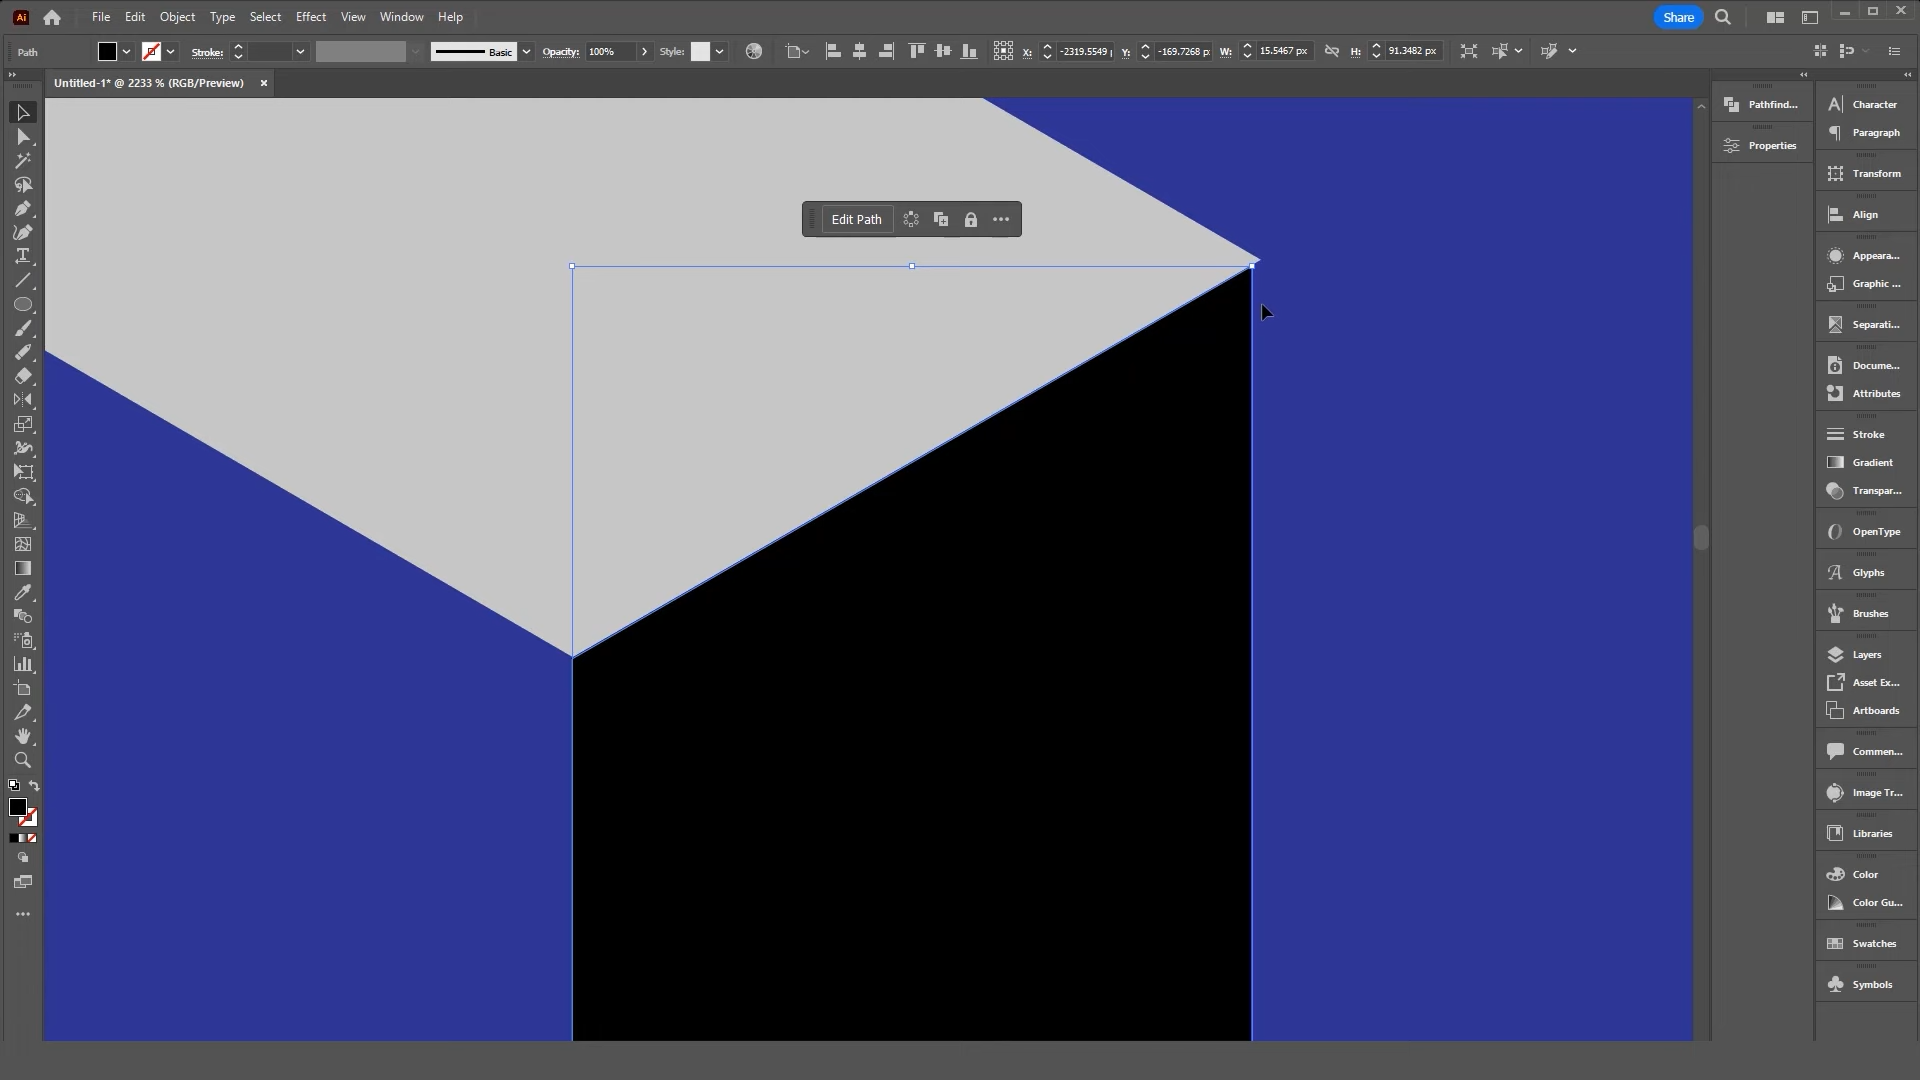 Ai File Edit Object Type Select Effect View Window Help Share
Path Stroke: Basic Opacity: 100% Style: X: -2319.5549 Y: -169.7268 p W: 15.5467 px H: 91.3482 px
Untitled-1* @ 2233 % (RGB/Preview) ×
Edit Path
Pathfind...
Properties
Character
Paragraph
Transform
Align
Appeara...
Graphic ...
Separati...
Docume...
Attributes
Stroke
Gradient
Transpar...
OpenType
Glyphs
Brushes
Layers
Asset Ex...
Artboards
Commen...
Image Tr...
Libraries
Color
Color Gu...
Swatches
Symbols